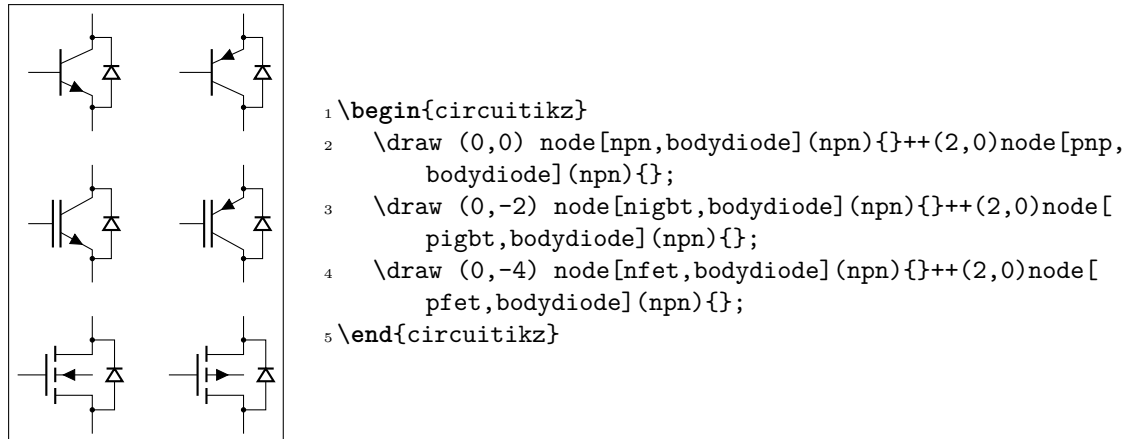 1 \begin{circuitikz}
2 \draw (0,0) node[npn,bodydiode](npn){}++(2,0)node[pnp,
bodydiode](npn){};
3 \draw (0,-2) node[nigbt,bodydiode](npn){}++(2,0)node[
pigbt,bodydiode](npn){};
4 \draw (0,-4) node[nfet,bodydiode](npn){}++(2,0)node[
pfet,bodydiode](npn){};
5 \end{circuitikz}